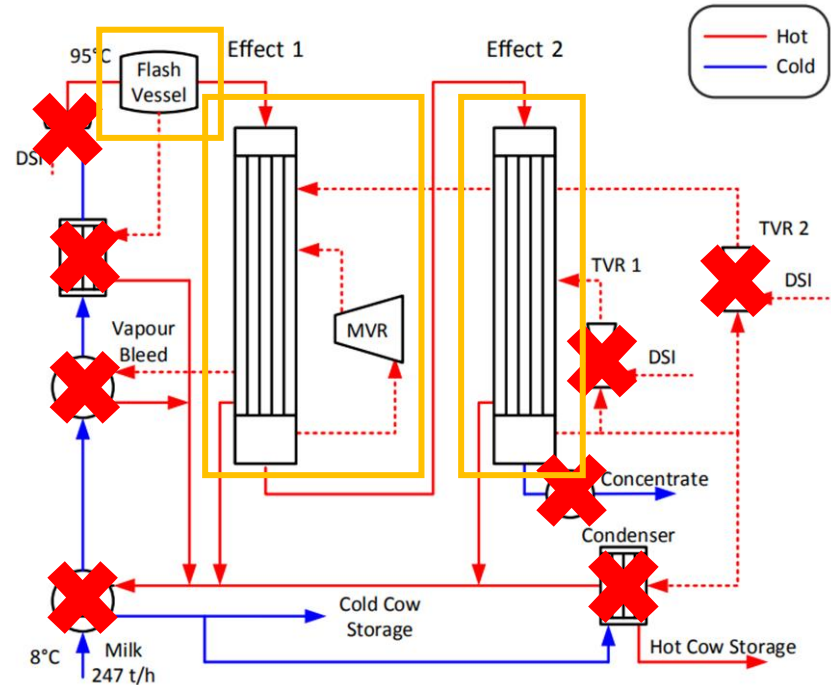 Effect 1
Effect 2
Hot
Cold
95°C
Flash
Vessel
DSI
TVR 2
TVR 1
DSI
MVR
Vapour
Bleed
DSI
Concentrate
Condenser
Cold Cow
Storage
8°C
Milk
247 t/h
Hot Cow Storage